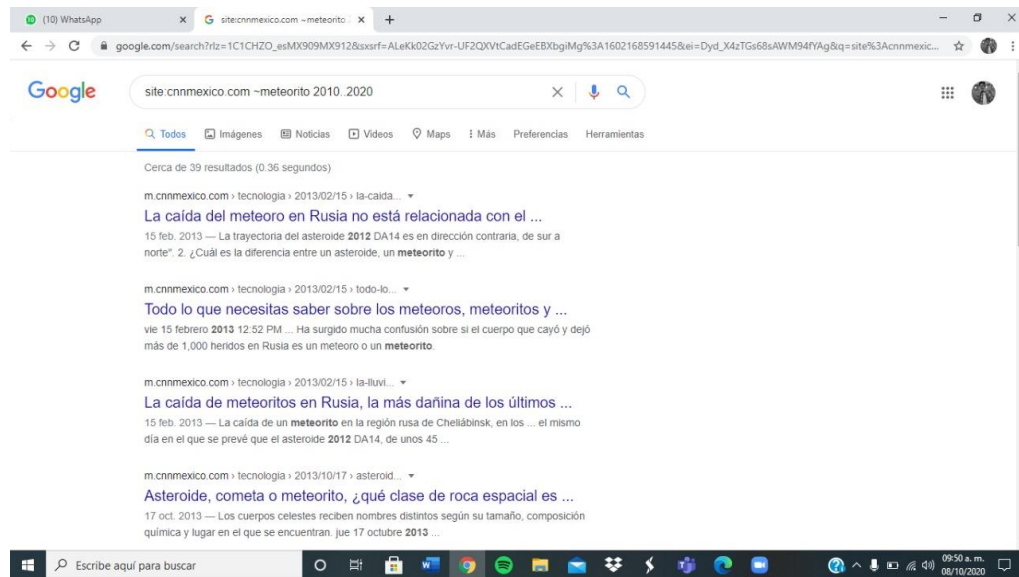 (10) WhatsApp
site:cnnmexico.com ~meteorito
google.com/search?rlz=1C1CHZO_esMX909MX912&sxsrf=ALeKk02GzYvr-UF2QXVtCadEGeEBXbgiMg%3A1602168591445&ei=Dyd_X4zTGs68sAWM94fYAg&q=site%3Acnnmexic...
Google
site:cnnmexico.com ~meteorito 2010..2020
Todos Imágenes Noticias Videos Maps Más Preferencias Herramientas
Cerca de 39 resultados (0.36 segundos)
m.cnnmexico.com › tecnologia › 2013/02/15 › la-caida...
La caída del meteoro en Rusia no está relacionada con el ...
15 feb. 2013 — La trayectoria del asteroide 2012 DA14 es en dirección contraria, de sur a
norte". 2. ¿Cuál es la diferencia entre un asteroide, un meteorito y ...
m.cnnmexico.com › tecnologia › 2013/02/15 › todo-lo...
Todo lo que necesitas saber sobre los meteoros, meteoritos y ...
vie 15 febrero 2013 12:52 PM ... Ha surgido mucha confusión sobre si el cuerpo que cayó y dejó
más de 1,000 heridos en Rusia es un meteoro o un meteorito.
m.cnnmexico.com › tecnologia › 2013/02/15 › la-lluvi...
La caída de meteoritos en Rusia, la más dañina de los últimos ...
15 feb. 2013 — La caída de un meteorito en la región rusa de Cheliábinsk, en los ... el mismo
día en el que se prevé que el asteroide 2012 DA14, de unos 45 ...
m.cnnmexico.com › tecnologia › 2013/10/17 › asteroid...
Asteroide, cometa o meteorito, ¿qué clase de roca espacial es ...
17 oct. 2013 — Los cuerpos celestes reciben nombres distintos según su tamaño, composición
química y lugar en el que se encuentran. jue 17 octubre 2013 ...
Escribe aquí para buscar
09:50 a. m.
08/10/2020